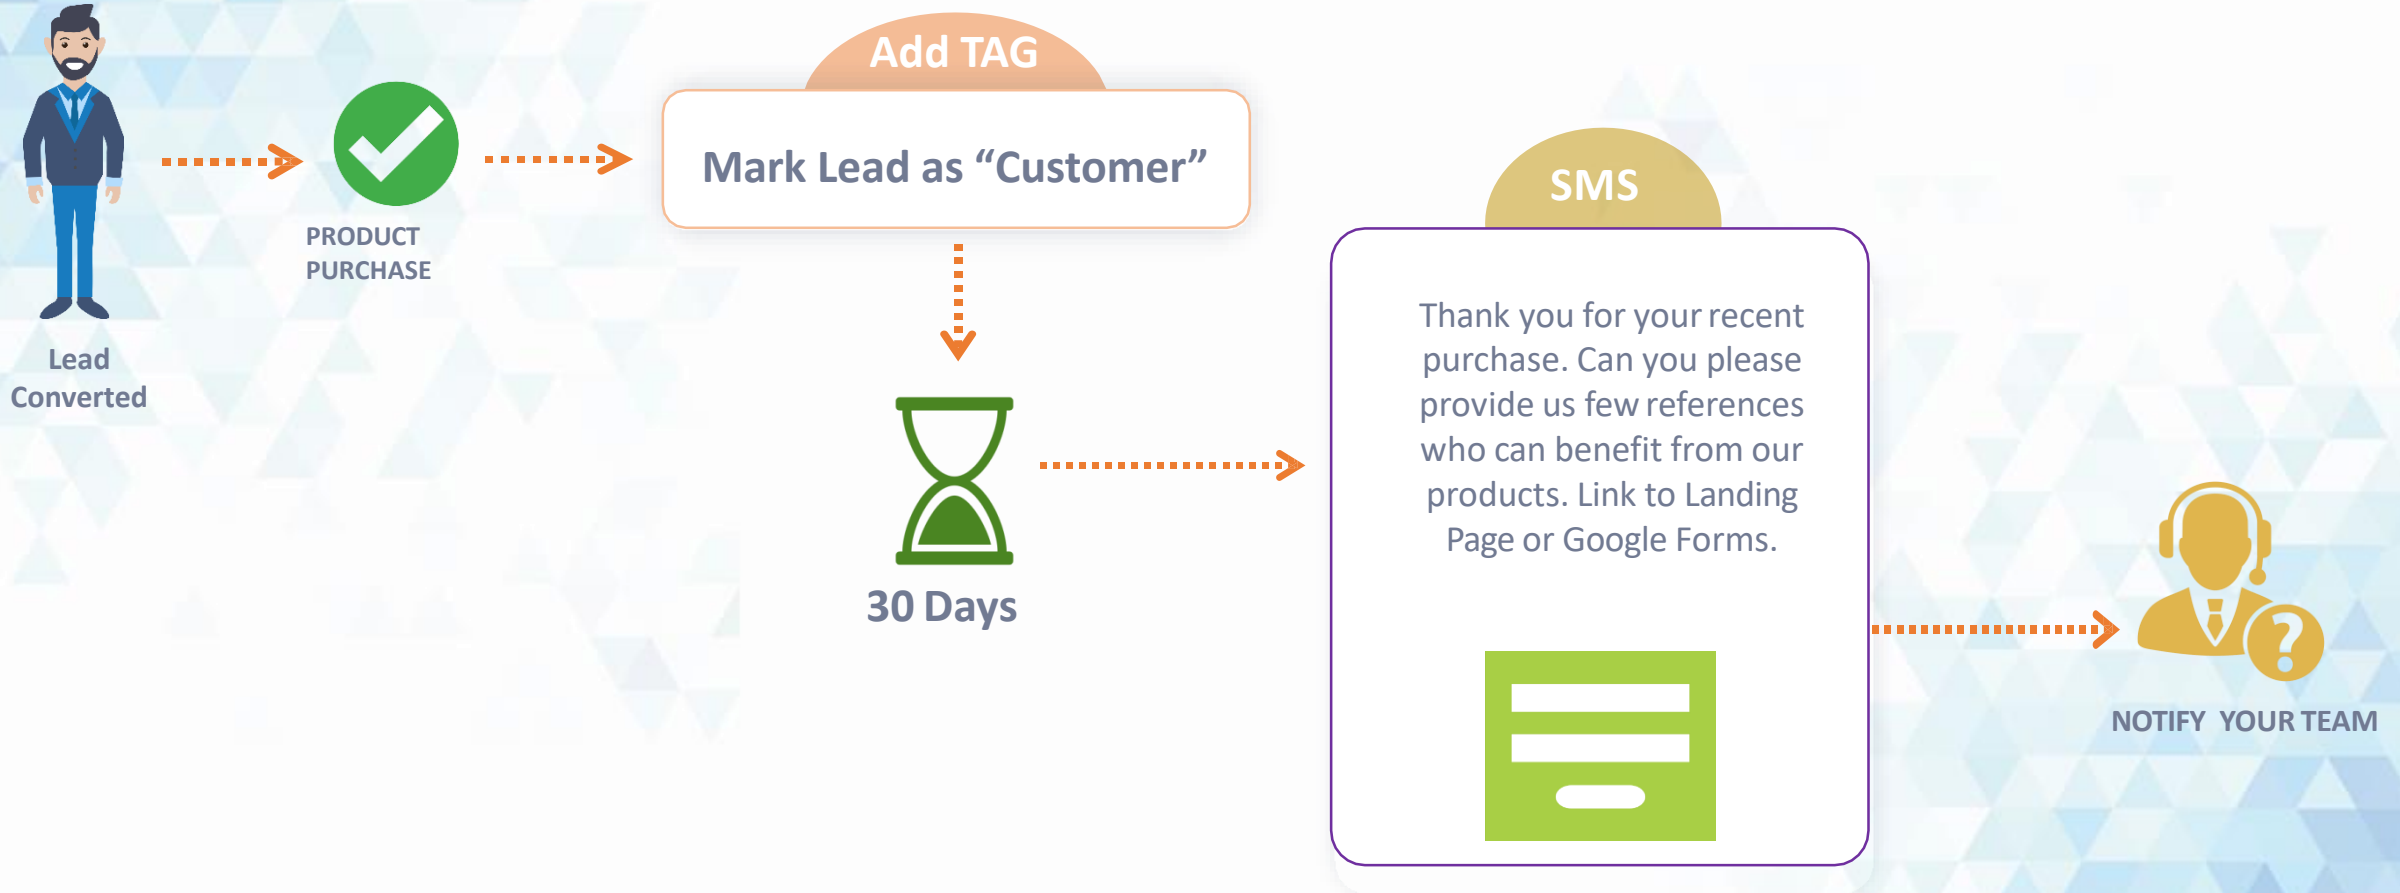 Lead
Converted
PRODUCT
PURCHASE
Add TAG
Mark Lead as “Customer”
30 Days
SMS
Thank you for your recent
purchase. Can you please
provide us few references
who can benefit from our
products. Link to Landing
Page or Google Forms.
?
NOTIFY YOUR TEAM